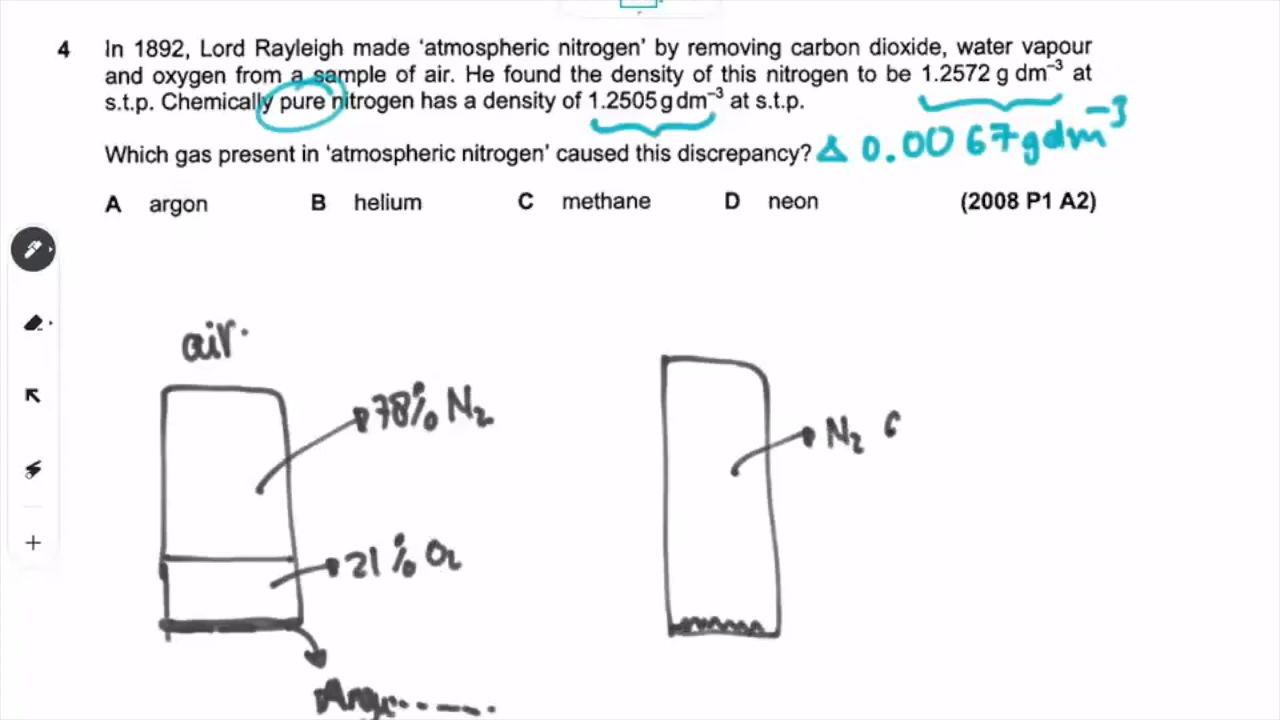 4 In 1892, Lord Rayleigh made ‘atmospheric nitrogen’ by removing carbon dioxide, water vapour
and oxygen from a sample of air. He found the density of this nitrogen to be 1.2572 g dm⁻³ at
s.t.p. Chemically pure nitrogen has a density of 1.2505 g dm⁻³ at s.t.p.
Which gas present in ‘atmospheric nitrogen’ caused this discrepancy? Δ 0.0067 gdm⁻³
A argon B helium C methane D neon (2008 P1 A2)
air.
78% N₂
N₂
21% O₂